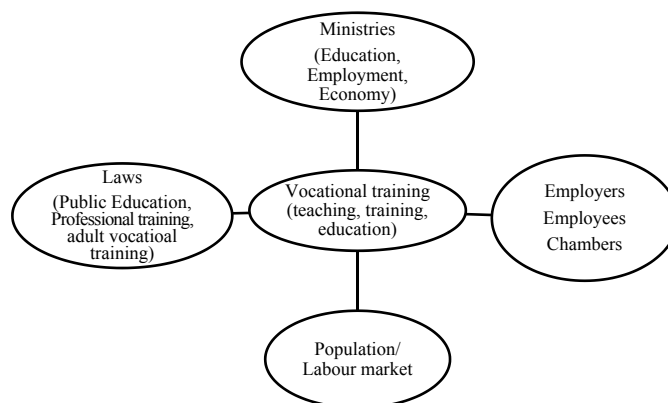 Ministries
(Education,
Employment,
Economy)
Laws
(Public Education,
Professional training,
adult vocatioal
training)
Vocational training
(teaching, training,
education)
Employers
Employees
Chambers
Population/
Labour market